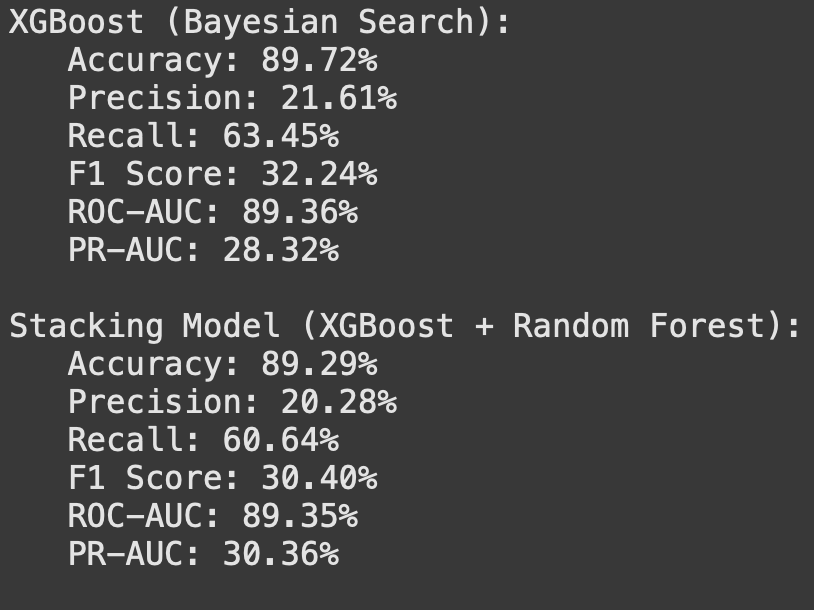 XGBoost (Bayesian Search):
Accuracy: 89.72%
Precision: 21.61%
Recall: 63.45%
F1 Score: 32.24%
ROC-AUC: 89.36%
PR-AUC: 28.32%
Stacking Model (XGBoost + Random Forest):
Accuracy: 89.29%
Precision: 20.28%
Recall: 60.64%
F1 Score: 30.40%
ROC-AUC: 89.35%
PR-AUC: 30.36%